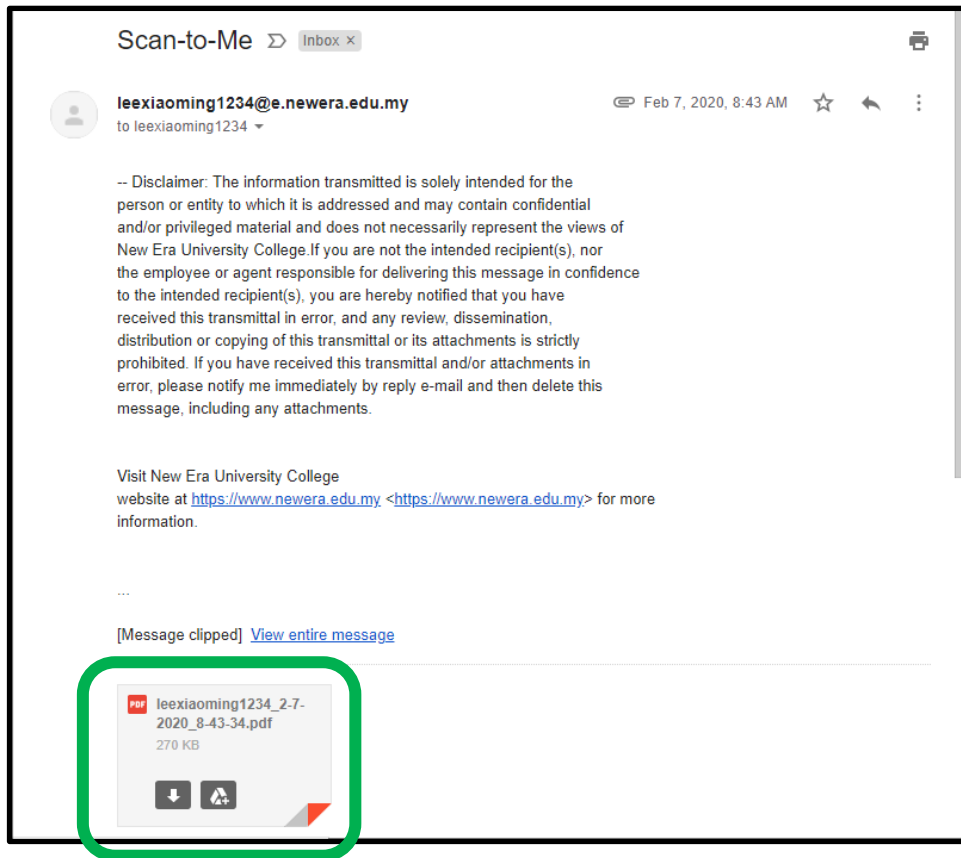 Scan-to-Me Inbox ×
leexiaoming1234@e.newera.edu.my Feb 7, 2020, 8:43 AM
to leexiaoming1234
-- Disclaimer: The information transmitted is solely intended for the
person or entity to which it is addressed and may contain confidential
and/or privileged material and does not necessarily represent the views of
New Era University College.If you are not the intended recipient(s), nor
the employee or agent responsible for delivering this message in confidence
to the intended recipient(s), you are hereby notified that you have
received this transmittal in error, and any review, dissemination,
distribution or copying of this transmittal or its attachments is strictly
prohibited. If you have received this transmittal and/or attachments in
error, please notify me immediately by reply e-mail and then delete this
message, including any attachments.
Visit New Era University College
website at https://www.newera.edu.my <https://www.newera.edu.my> for more
information.
...
[Message clipped] View entire message
PDF leexiaoming1234_2-7-
2020_8-43-34.pdf
270 KB